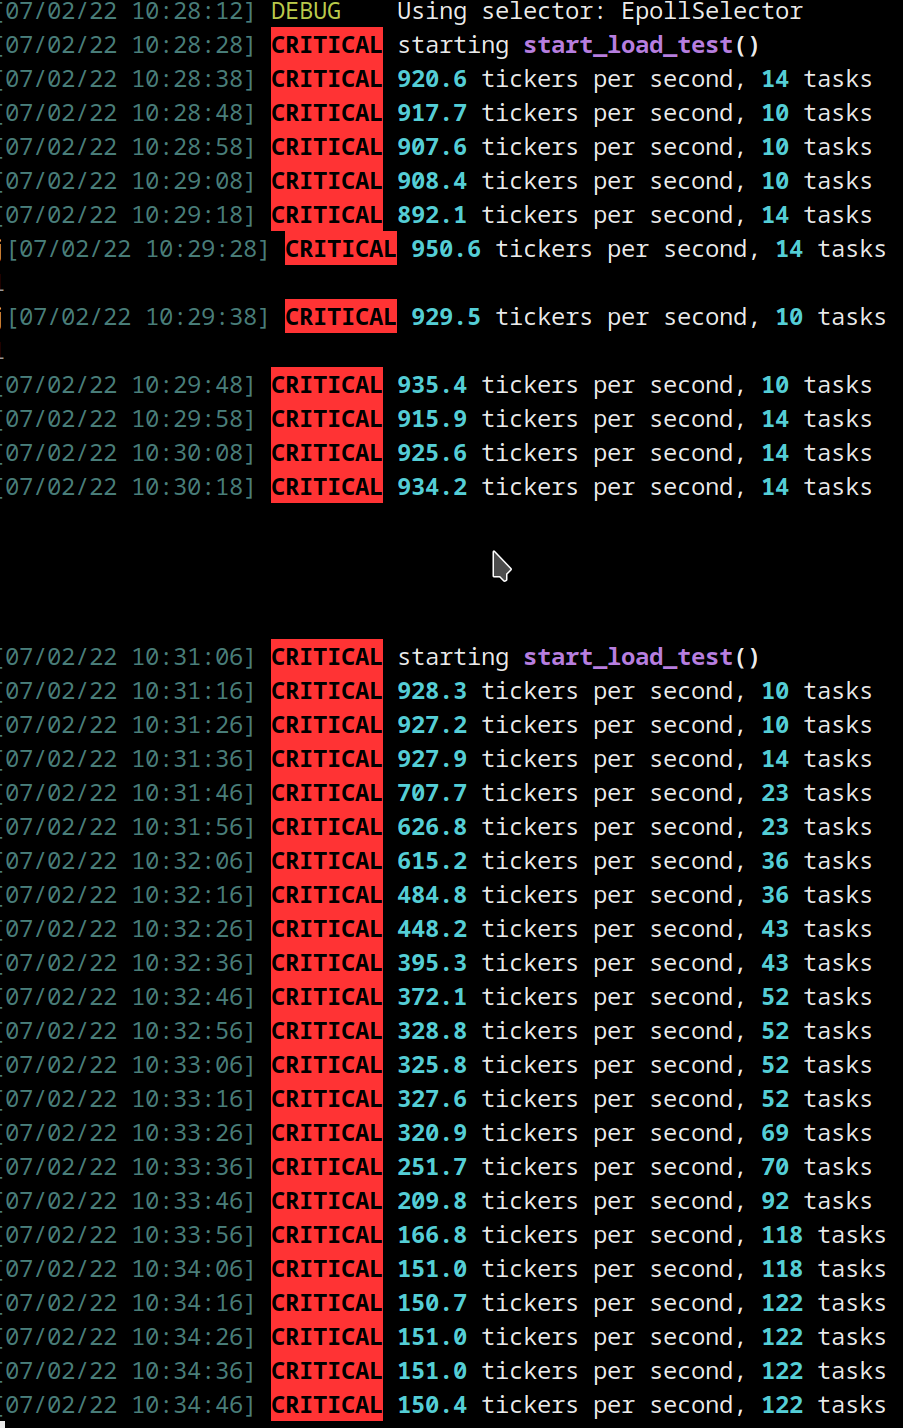 [07/02/22 10:28:12] DEBUG Using selector: EpollSelector
[07/02/22 10:28:28] CRITICAL starting start_load_test()
[07/02/22 10:28:38] CRITICAL 920.6 tickers per second, 14 tasks
[07/02/22 10:28:48] CRITICAL 917.7 tickers per second, 10 tasks
[07/02/22 10:28:58] CRITICAL 907.6 tickers per second, 10 tasks
[07/02/22 10:29:08] CRITICAL 908.4 tickers per second, 10 tasks
[07/02/22 10:29:18] CRITICAL 892.1 tickers per second, 14 tasks
[07/02/22 10:29:28] CRITICAL 950.6 tickers per second, 14 tasks
[07/02/22 10:29:38] CRITICAL 929.5 tickers per second, 10 tasks
[07/02/22 10:29:48] CRITICAL 935.4 tickers per second, 10 tasks
[07/02/22 10:29:58] CRITICAL 915.9 tickers per second, 14 tasks
[07/02/22 10:30:08] CRITICAL 925.6 tickers per second, 14 tasks
[07/02/22 10:30:18] CRITICAL 934.2 tickers per second, 14 tasks
[07/02/22 10:31:06] CRITICAL starting start_load_test()
[07/02/22 10:31:16] CRITICAL 928.3 tickers per second, 10 tasks
[07/02/22 10:31:26] CRITICAL 927.2 tickers per second, 10 tasks
[07/02/22 10:31:36] CRITICAL 927.9 tickers per second, 14 tasks
[07/02/22 10:31:46] CRITICAL 707.7 tickers per second, 23 tasks
[07/02/22 10:31:56] CRITICAL 626.8 tickers per second, 23 tasks
[07/02/22 10:32:06] CRITICAL 615.2 tickers per second, 36 tasks
[07/02/22 10:32:16] CRITICAL 484.8 tickers per second, 36 tasks
[07/02/22 10:32:26] CRITICAL 448.2 tickers per second, 43 tasks
[07/02/22 10:32:36] CRITICAL 395.3 tickers per second, 43 tasks
[07/02/22 10:32:46] CRITICAL 372.1 tickers per second, 52 tasks
[07/02/22 10:32:56] CRITICAL 328.8 tickers per second, 52 tasks
[07/02/22 10:33:06] CRITICAL 325.8 tickers per second, 52 tasks
[07/02/22 10:33:16] CRITICAL 327.6 tickers per second, 52 tasks
[07/02/22 10:33:26] CRITICAL 320.9 tickers per second, 69 tasks
[07/02/22 10:33:36] CRITICAL 251.7 tickers per second, 70 tasks
[07/02/22 10:33:46] CRITICAL 209.8 tickers per second, 92 tasks
[07/02/22 10:33:56] CRITICAL 166.8 tickers per second, 118 tasks
[07/02/22 10:34:06] CRITICAL 151.0 tickers per second, 118 tasks
[07/02/22 10:34:16] CRITICAL 150.7 tickers per second, 122 tasks
[07/02/22 10:34:26] CRITICAL 151.0 tickers per second, 122 tasks
[07/02/22 10:34:36] CRITICAL 151.0 tickers per second, 122 tasks
[07/02/22 10:34:46] CRITICAL 150.4 tickers per second, 122 tasks